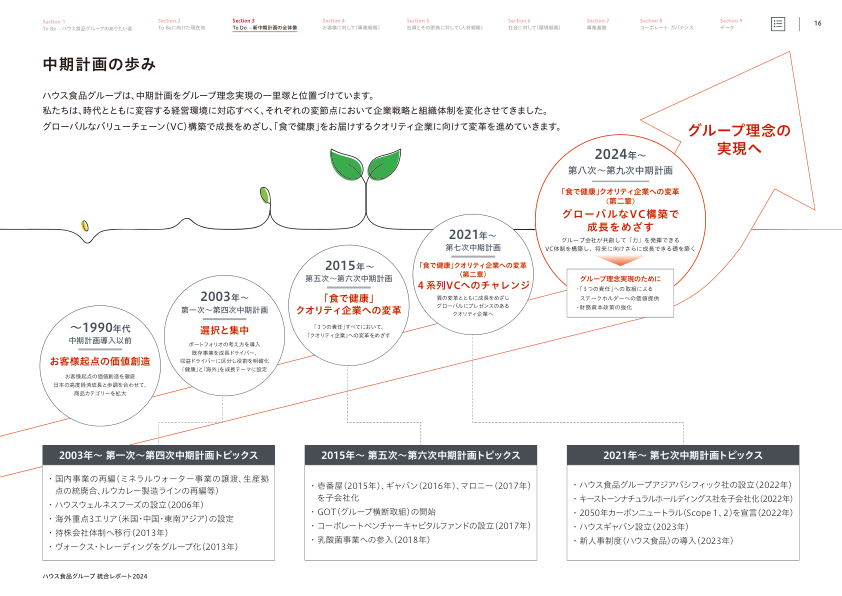 Section 1
To Be -ハウス食品グループのありたい姿
Section 2
To Beに向けた現在地
Section 3
To Do - 新中期計画の全体像
Section 4
お客様に対して(事業戦略)
Section 5
社員とその家族に対して(人材戦略)
Section 6
社会に対して(環境戦略)
Section 7
事業基盤
Section 8
コーポレート・ガバナンス
Section 9
データ
16
中期計画の歩み
ハウス食品グループは、中期計画をグループ理念実現の一里塚と位置づけています。
私たちは、時代とともに変容する経営環境に対応すべく、それぞれの変節点において企業戦略と組織体制を変化させてきました。
グローバルなバリューチェーン(VC)構築で成長をめざし、「食で健康」をお届けするクオリティ企業に向けて変革を進めていきます。
グループ理念の
実現へ
2024年〜
第八次〜第九次中期計画
「食で健康」クオリティ企業への変革
(第二章)
グローバルなVC構築で
成長をめざす
グループ会社が共創して「力」を発揮できる
VC体制を構築し、将来に向けさらに成長できる礎を築く
グループ理念実現のために
・「3つの責任」への取組による
ステークホルダーへの価値提供
・財務資本政策の強化
2021年〜
第七次中期計画
「食で健康」クオリティ企業への変革
(第二章)
4系列VCへのチャレンジ
質の変革とともに成長をめざし
グローバルにプレゼンスのある
クオリティ企業へ
2015年〜
第五次〜第六次中期計画
「食で健康」
クオリティ企業への変革
「3つの責任」すべてにおいて、
「クオリティ企業」への変革をめざす
2003年〜
第一次〜第四次中期計画
選択と集中
ポートフォリオの考え方を導入
既存事業を成長ドライバー、
収益ドライバーに区分し役割を明確化
「健康」と「海外」を成長テーマに設定
〜1990年代
中期計画導入以前
お客様起点の価値創造
お客様起点の価値創造を徹底
日本の高度経済成長と歩調を合わせて、
商品カテゴリーを拡大
2003年〜 第一次〜第四次中期計画トピックス
・国内事業の再編(ミネラルウォーター事業の譲渡、生産拠
点の統廃合、ルウカレー製造ラインの再編等)
・ハウスウェルネスフーズの設立(2006年)
・海外重点3エリア(米国・中国・東南アジア)の設定
・持株会社体制へ移行(2013年)
・ヴォークス・トレーディングをグループ化(2013年)
2015年〜 第五次〜第六次中期計画トピックス
・壱番屋(2015年)、ギャバン(2016年)、マロニー(2017年)
を子会社化
・GOT(グループ横断取組)の開始
・コーポレートベンチャーキャピタルファンドの設立(2017年)
・乳酸菌事業への参入(2018年)
2021年〜 第七次中期計画トピックス
・ハウス食品グループアジアパシフィック社の設立(2022年)
・キーストーンナチュラルホールディングス社を子会社化(2022年)
・2050年カーボンニュートラル(Scope 1、2)を宣言(2022年)
・ハウスギャバン設立(2023年)
・新人事制度(ハウス食品)の導入(2023年)
ハウス食品グループ 統合レポート2024